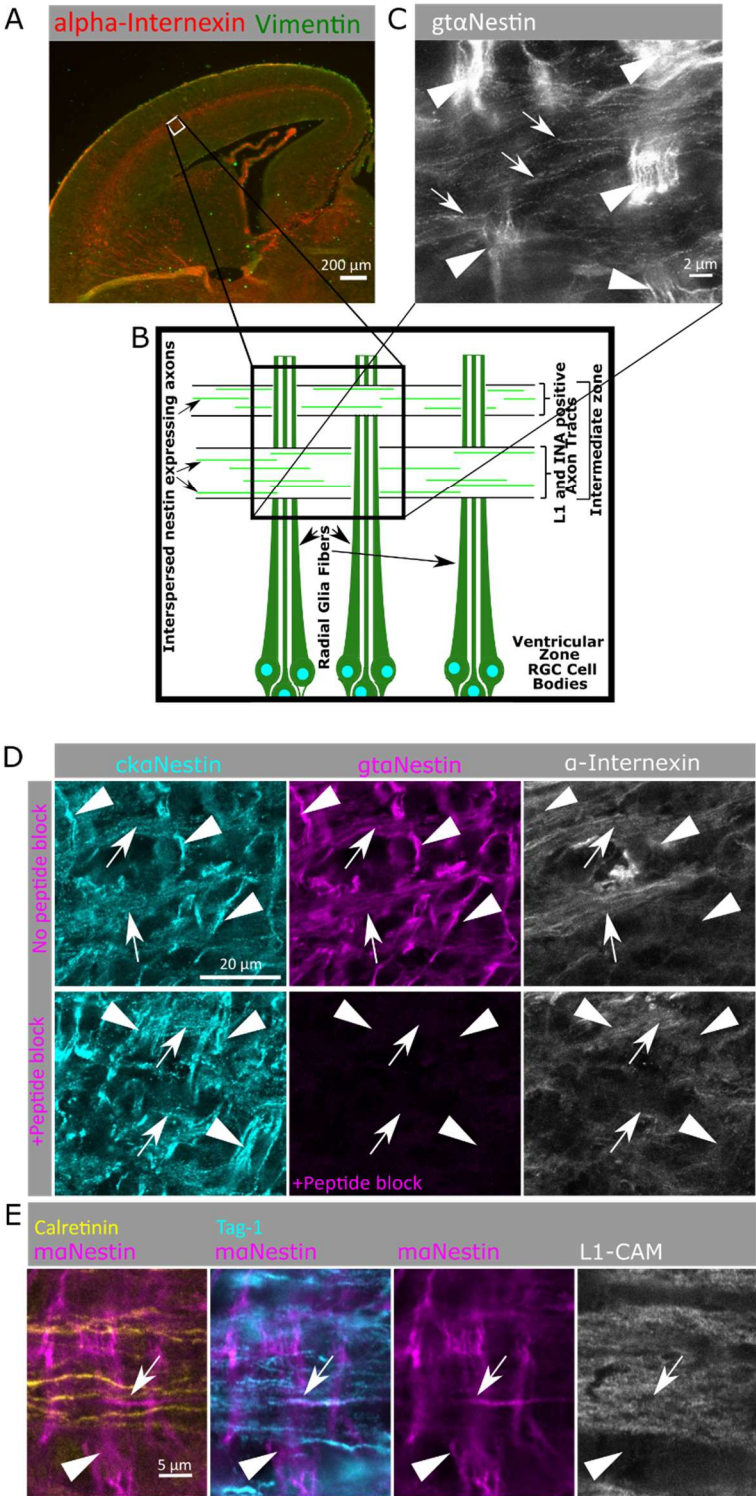 A
alpha-Internexin Vimentin
200 µm
C
gtαNestin
2 µm
B
Interspersed nestin expressing axons
Radial Glia Fibers
L1 and INA positive
Axon Tracts
Intermediate zone
Ventricular
Zone
RGC Cell
Bodies
D
ckαNestin
gtαNestin
α-Internexin
No peptide block
20 µm
+Peptide block
+Peptide block
E
Calretinin
mαNestin
Tag-1
mαNestin
mαNestin
L1-CAM
5 µm